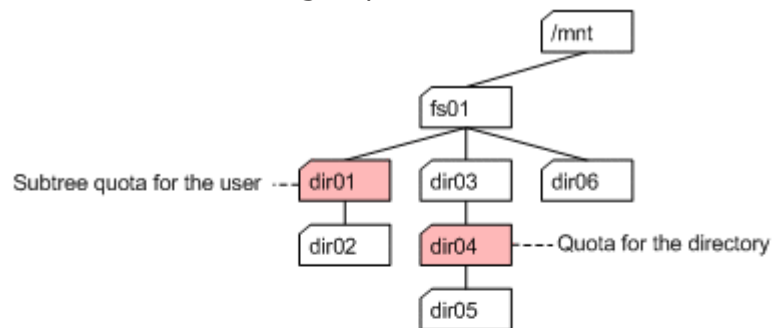 /mnt
fs01
Subtree quota for the user
dir01
dir03
dir06
dir02
dir04
Quota for the directory
dir05